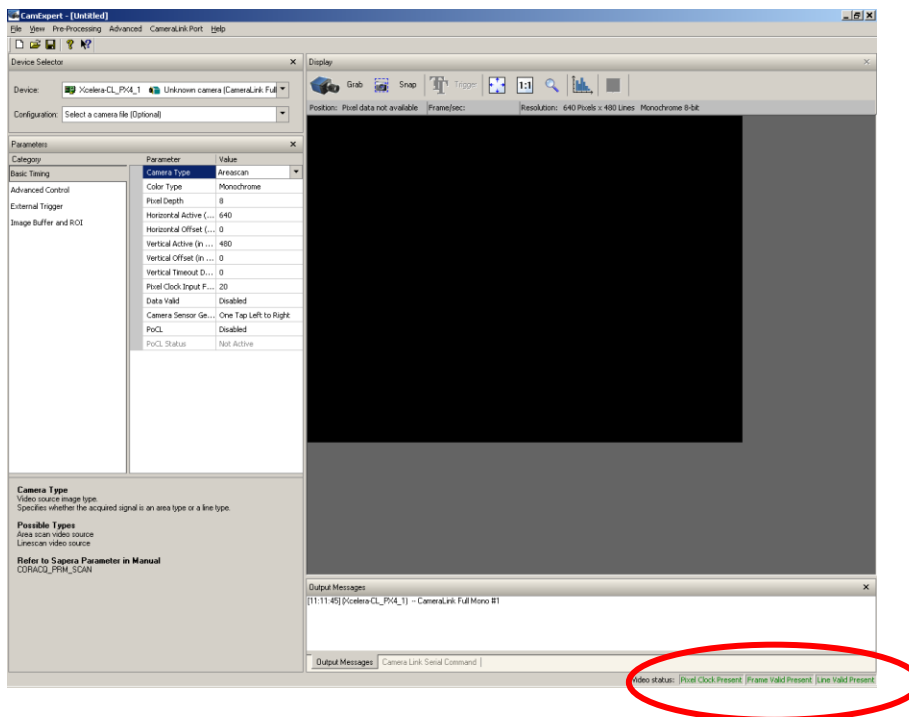 CamExpert - [Untitled]
File View Pre-Processing Advanced CameraLink Port Help
Device Selector
Device: Xcelera-CL_PX4_1 Unknown camera (CameraLink Full
Configuration: Select a camera file (Optional)
Parameters
Category
Basic Timing
Advanced Control
External Trigger
Image Buffer and ROI
Parameter Value
Camera Type Areascan
Color Type Monochrome
Pixel Depth 8
Horizontal Active (... 640
Horizontal Offset (... 0
Vertical Active (in ... 480
Vertical Offset (in ... 0
Vertical Timeout D... 0
Pixel Clock Input F... 20
Data Valid Disabled
Camera Sensor Ge... One Tap Left to Right
PoCL Disabled
PoCL Status Not Active
Camera Type
Video source image type.
Specifies whether the acquired signal is an area type or a line type.
Possible Types
Area scan video source
Linescan video source
Refer to Sapera Parameter in Manual
CORACQ_PRM_SCAN
Display
Grab Snap Trigger 1:1
Position: Pixel data not available Frame/sec: Resolution: 640 Pixels x 480 Lines Monochrome 8-bit
Output Messages
[11:11:45] (Xcelera-CL_PX4_1) -- CameraLink Full Mono #1
Output Messages Camera Link Serial Command
Video status: Pixel Clock Present Frame Valid Present Line Valid Present